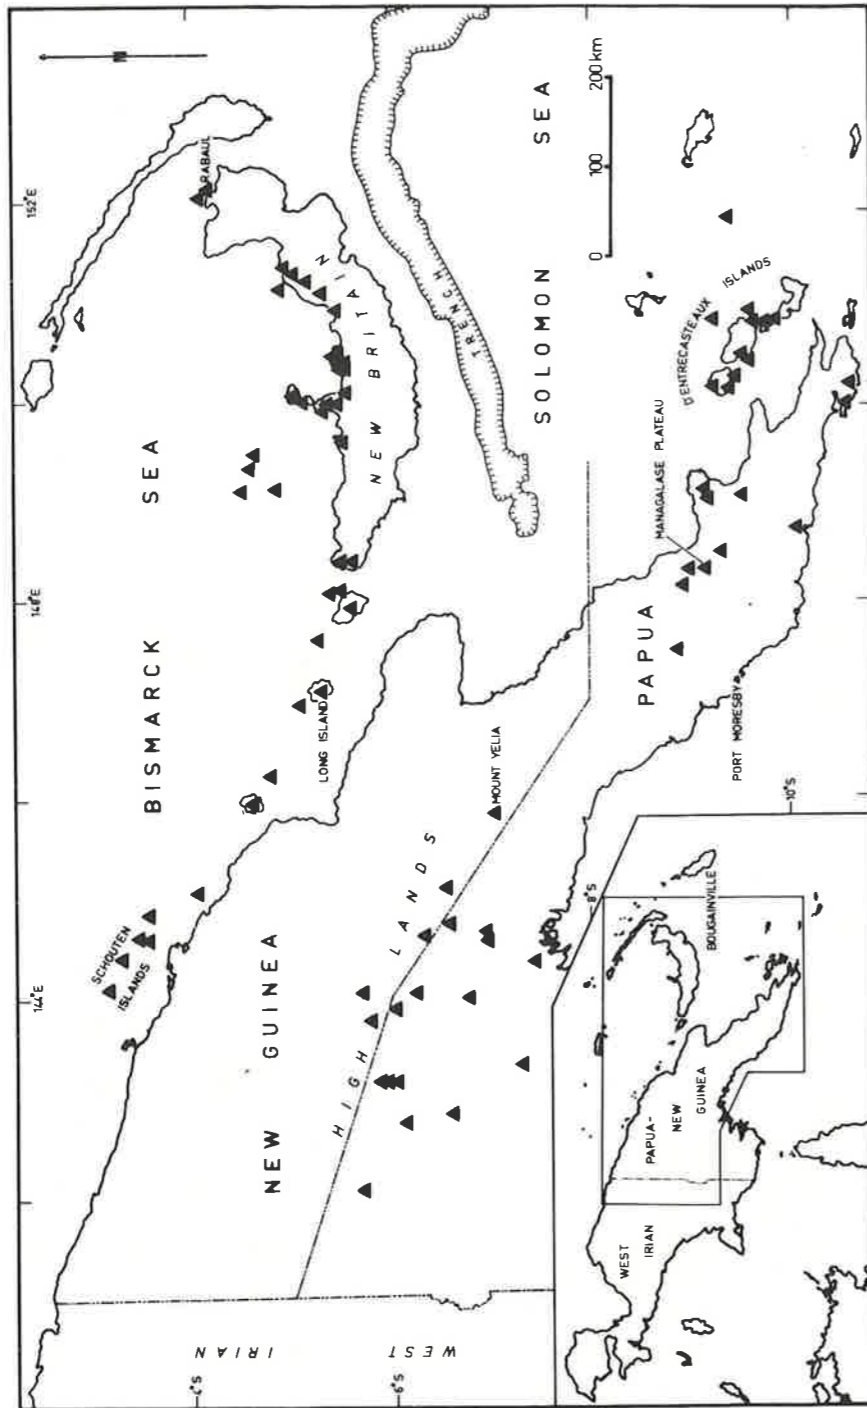 N
152°E
148°E
144°E
4°S
6°S
8°S
10°S
BISMARCK SEA
SCHOUTEN
ISLANDS
RABAUL
NEW BRITAIN
LONG ISLAND
NEW GUINEA
HIGHLANDS
MOUNT YELIA
WEST IRIAN
TRENCH
SOLOMON SEA
0 100 200 km
PAPUA
MANAGALASE PLATEAU
D'ENTRECASTEAUX
ISLANDS
PORT MORESBY
WEST
IRIAN
PAPUA-
NEW
GUINEA
BOUGAINVILLE